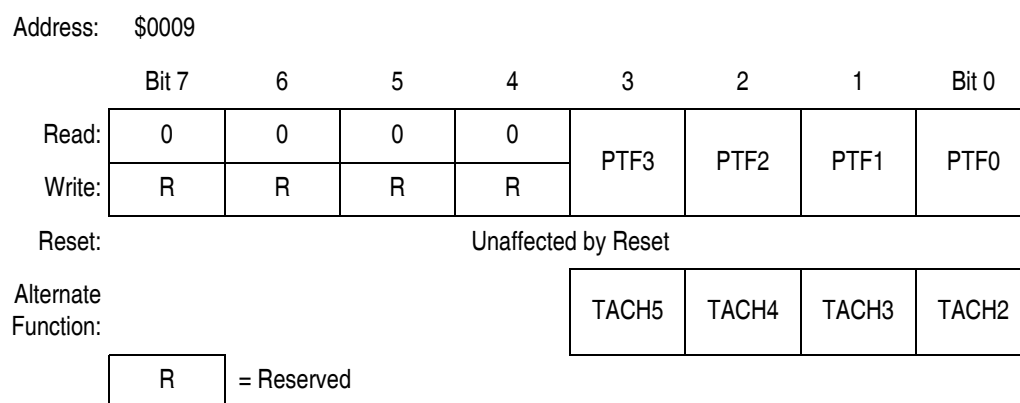 Address: $0009
Bit 7 6 5 4 3 2 1 Bit 0
Read: 0 0 0 0 PTF3 PTF2 PTF1 PTF0
Write: R R R R
Reset: Unaffected by Reset
Alternate
Function: TACH5 TACH4 TACH3 TACH2
R = Reserved